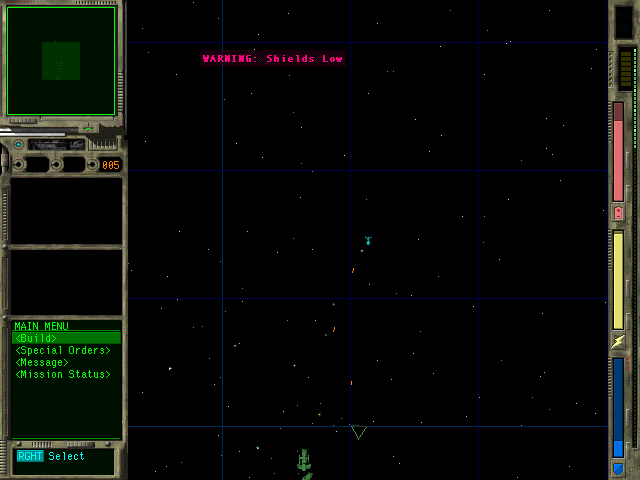 WARNING: Shields Low
005
MAIN MENU
<Build>
<Special Orders>
<Message>
<Mission Status>
RGHT Select